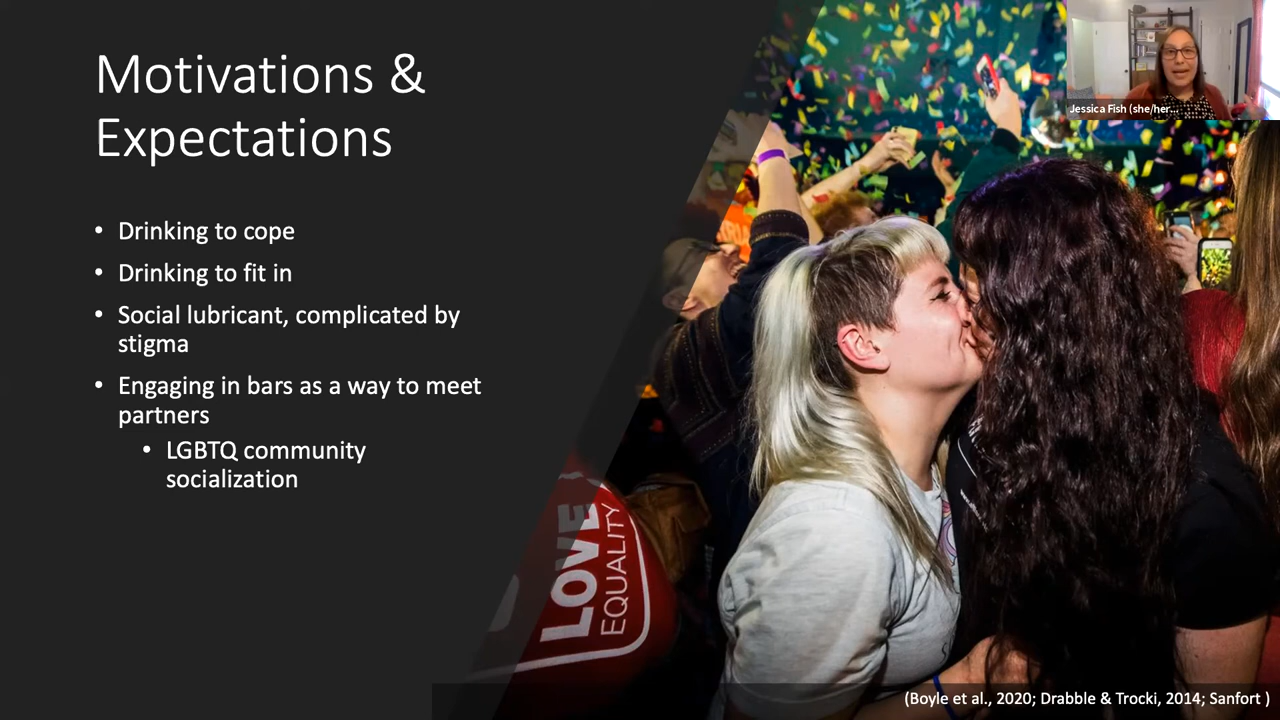 Motivations &
Expectations
• Drinking to cope
• Drinking to fit in
• Social lubricant, complicated by
stigma
• Engaging in bars as a way to meet
partners
• LGBTQ community
socialization
Jessica Fish (she/her...
LOVE
EQUALITY
(Boyle et al., 2020; Drabble & Trocki, 2014; Sanfort )